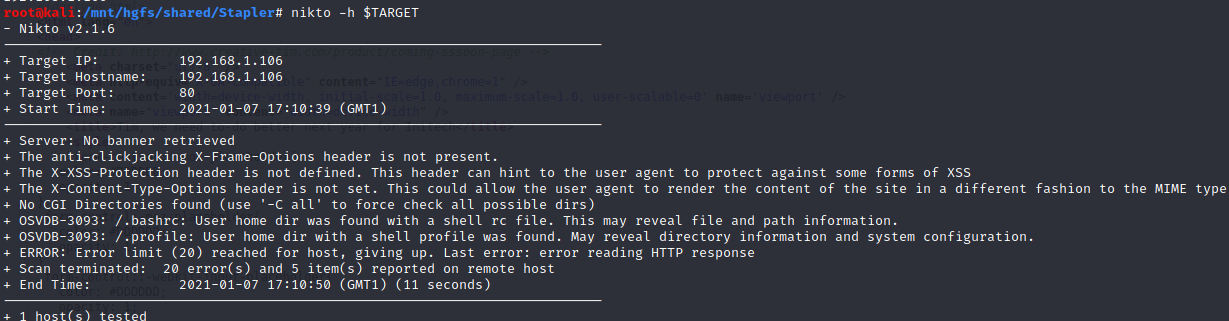 root@kali:/mnt/hgfs/shared/Stapler# nikto -h $TARGET
- Nikto v2.1.6
---------------------------------------------------------------------------
+ Target IP:          192.168.1.106
+ Target Hostname:    192.168.1.106
+ Target Port:        80
+ Start Time:         2021-01-07 17:10:39 (GMT1)
---------------------------------------------------------------------------
+ Server: No banner retrieved
+ The anti-clickjacking X-Frame-Options header is not present.
+ The X-XSS-Protection header is not defined. This header can hint to the user agent to protect against some forms of XSS
+ The X-Content-Type-Options header is not set. This could allow the user agent to render the content of the site in a different fashion to the MIME type
+ No CGI Directories found (use '-C all' to force check all possible dirs)
+ OSVDB-3093: /.bashrc: User home dir was found with a shell rc file. This may reveal file and path information.
+ OSVDB-3093: /.profile: User home dir with a shell profile was found. May reveal directory information and system configuration.
+ ERROR: Error limit (20) reached for host, giving up. Last error: error reading HTTP response
+ Scan terminated:  20 error(s) and 5 item(s) reported on remote host
+ End Time:           2021-01-07 17:10:50 (GMT1) (11 seconds)
---------------------------------------------------------------------------
+ 1 host(s) tested